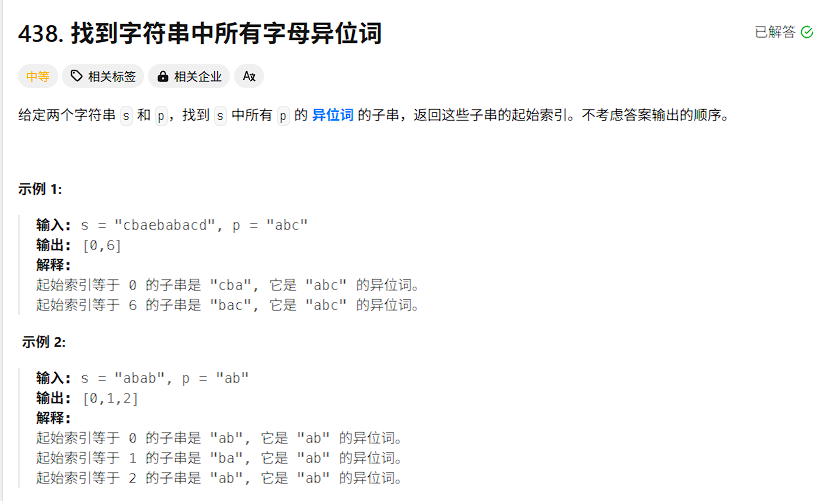 438. 找到字符串中所有字母异位词
已解答
中等 相关标签 相关企业
给定两个字符串 s 和 p，找到 s 中所有 p 的 异位词 的子串，返回这些子串的起始索引。不考虑答案输出的顺序。
示例 1:
输入: s = "cbaebabacd", p = "abc"
输出: [0,6]
解释:
起始索引等于 0 的子串是 "cba", 它是 "abc" 的异位词。
起始索引等于 6 的子串是 "bac", 它是 "abc" 的异位词。
示例 2:
输入: s = "abab", p = "ab"
输出: [0,1,2]
解释:
起始索引等于 0 的子串是 "ab", 它是 "ab" 的异位词。
起始索引等于 1 的子串是 "ba", 它是 "ab" 的异位词。
起始索引等于 2 的子串是 "ab", 它是 "ab" 的异位词。